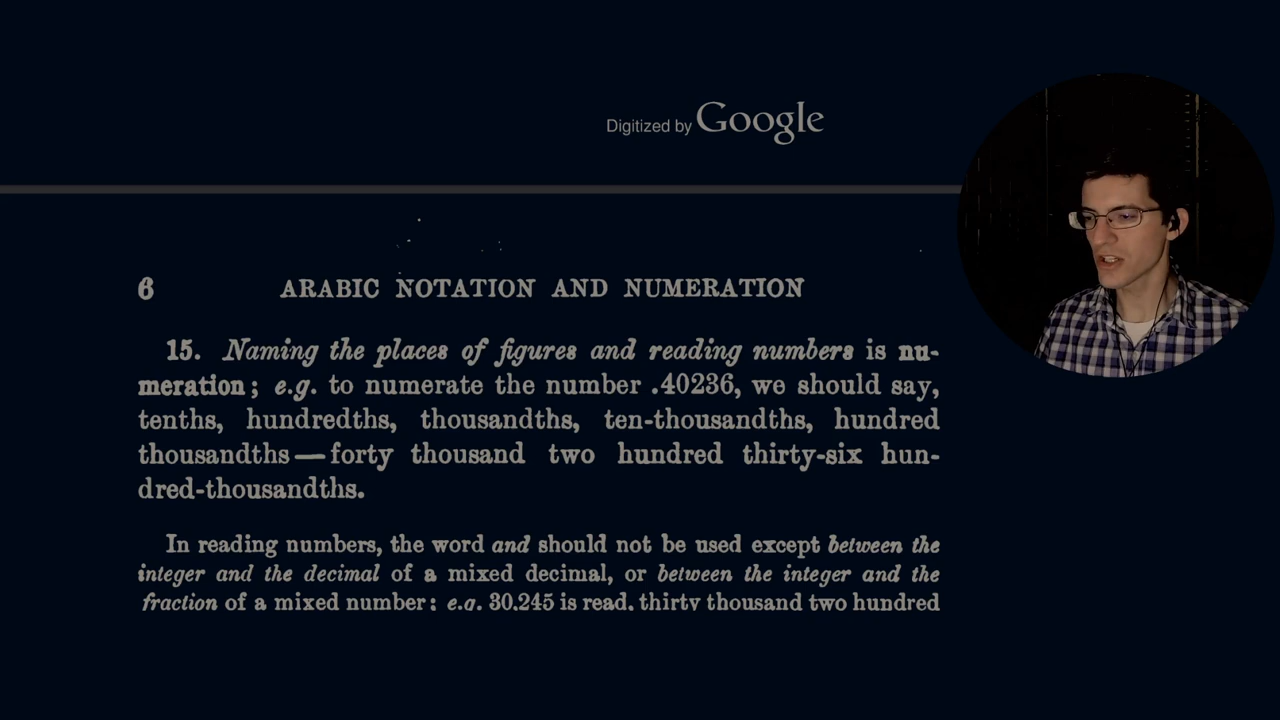 Digitized by Google
6 ARABIC NOTATION AND NUMERATION
15. Naming the places of figures and reading numbers is nu-
meration; e.g. to numerate the number .40236, we should say,
tenths, hundredths, thousandths, ten-thousandths, hundred
thousandths—forty thousand two hundred thirty-six hun-
dred-thousandths.
In reading numbers, the word and should not be used except between the
integer and the decimal of a mixed decimal, or between the integer and the
fraction of a mixed number: e.g. 30.245 is read, thirty thousand two hundred